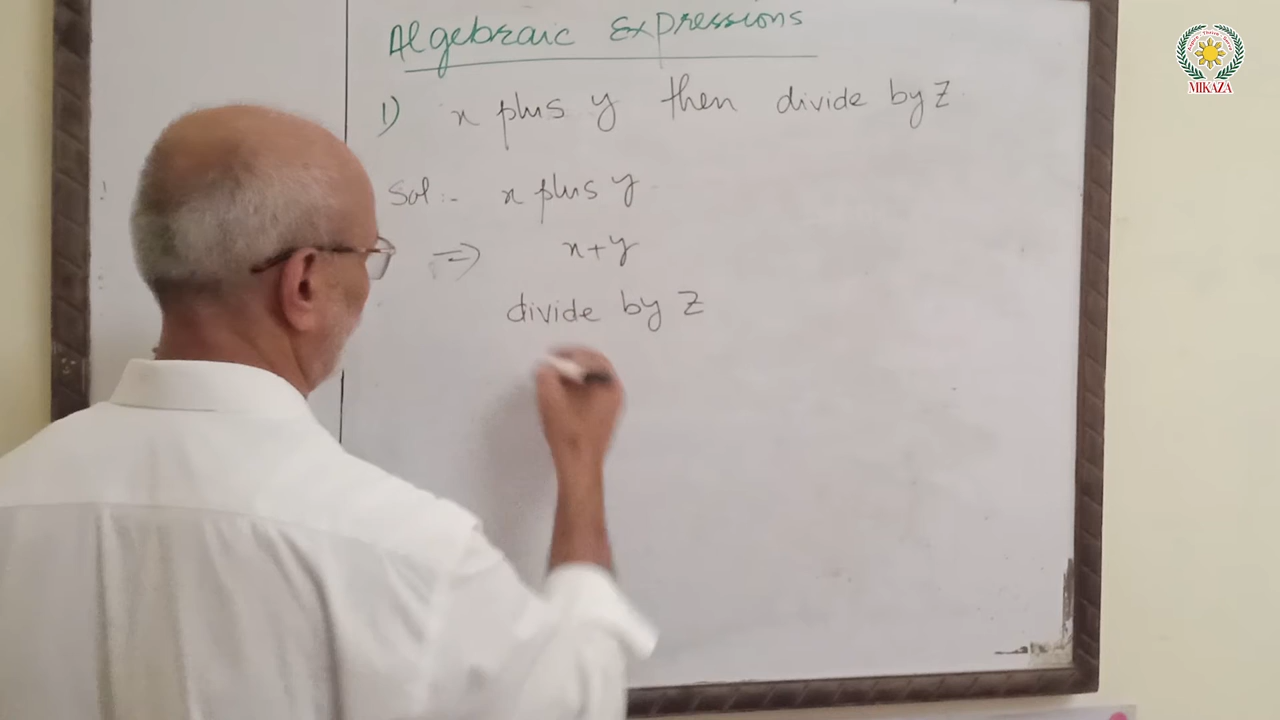 Algebraic Expressions
1) x plus y then divide by z
Sol :- x plus y
⇒ x+y
divide by z
MIKAZA